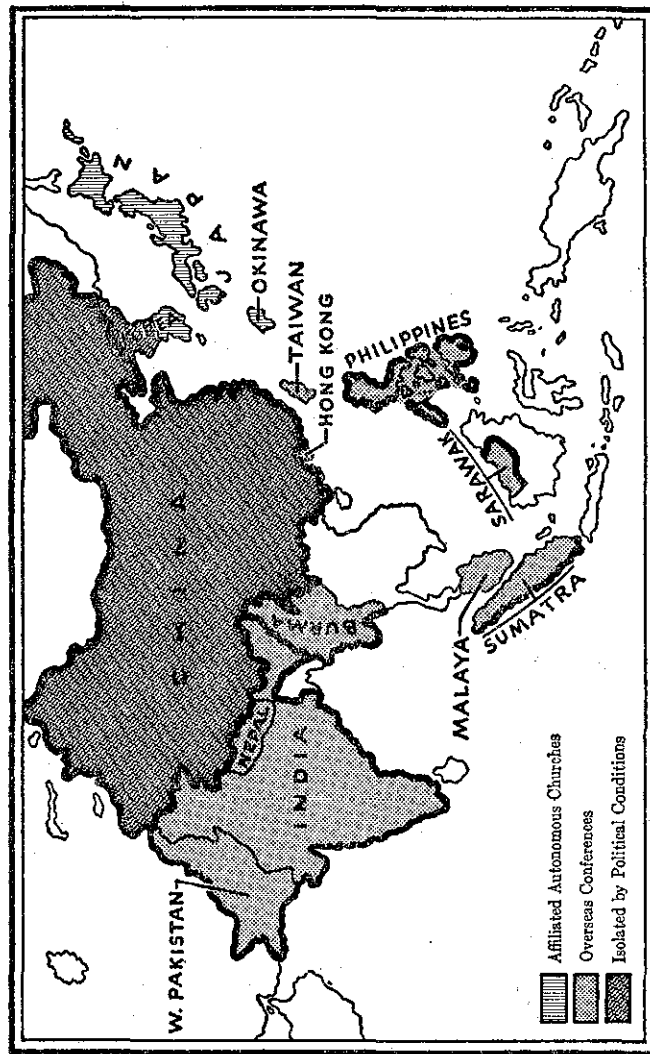 JAPAN
OKINAWA
TAIWAN
HONG KONG
PHILIPPINES
CHINA
SARAWAK
BURMA
NEPAL
INDIA
W. PAKISTAN
MALAYA
SUMATRA
Affiliated Autonomous Churches
Overseas Conferences
Isolated by Political Conditions